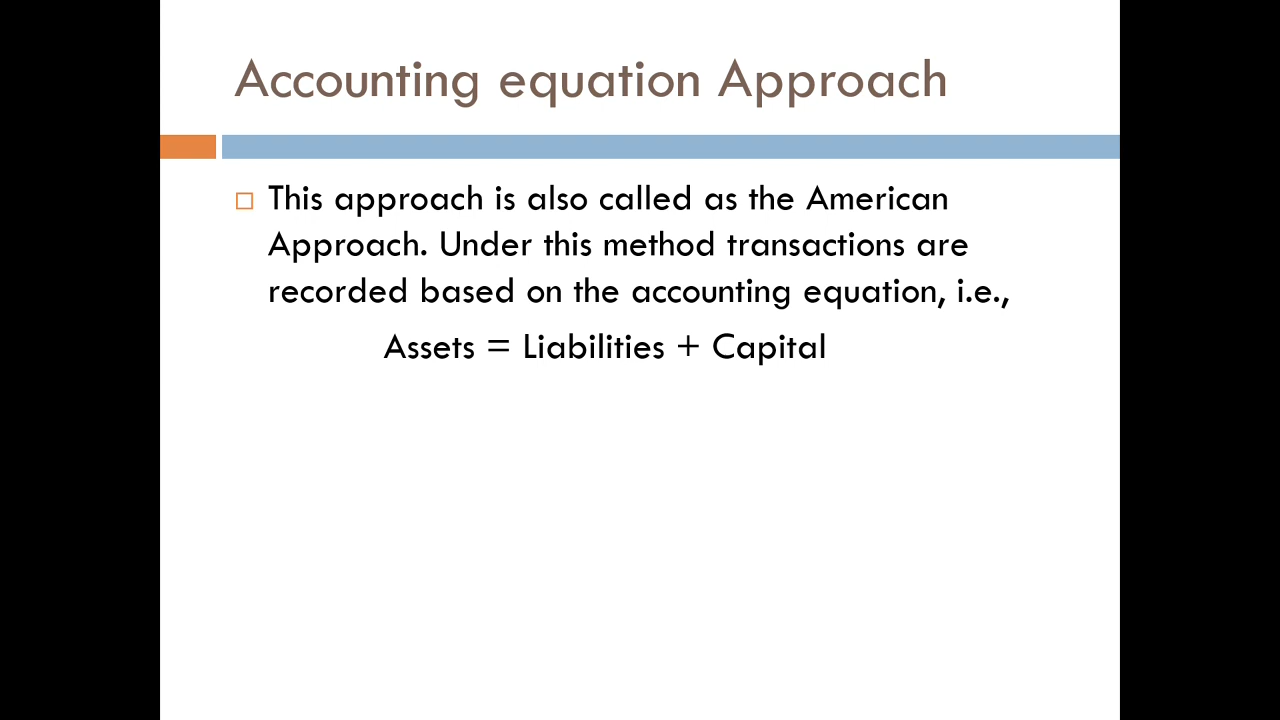 Accounting equation Approach
This approach is also called as the American
Approach. Under this method transactions are
recorded based on the accounting equation, i.e.,
Assets = Liabilities + Capital